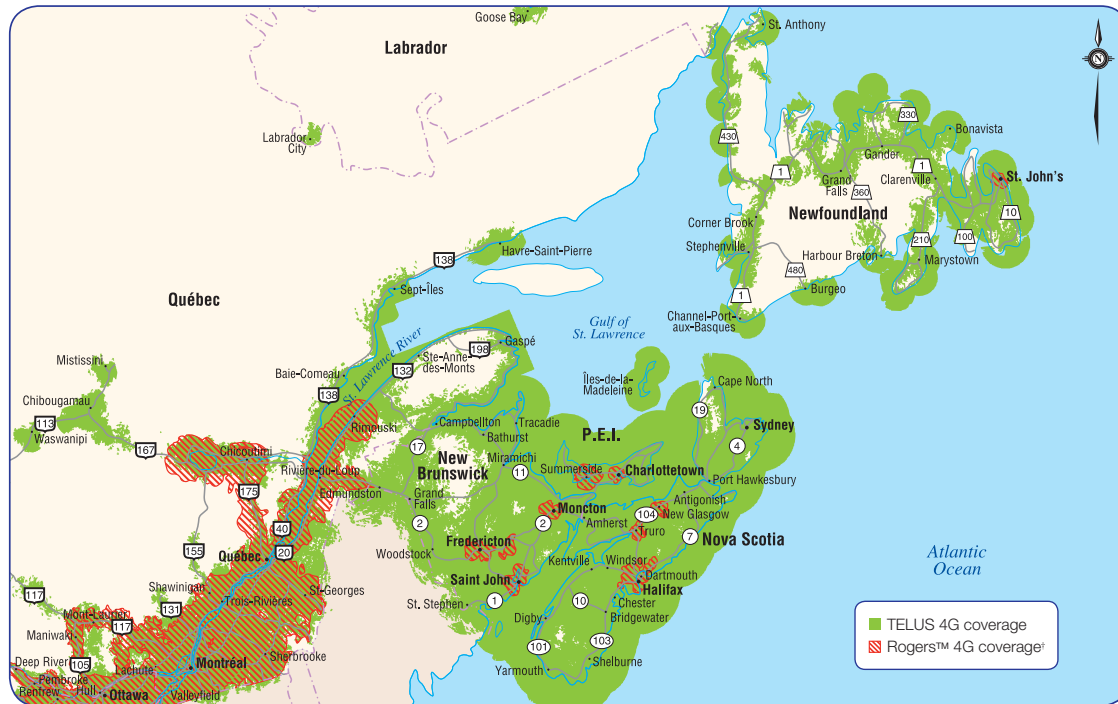 Goose Bay
St. Anthony
Labrador
N
Labrador
City
430
330
Bonavista
Gander
1
1
Grand
Falls
Clarenville
St. John's
360
10
Corner Brook
Newfoundland
Stephenville
210
100
Harbour Breton
Marystown
480
Burgeo
1
Channel-Port-
aux-Basques
138
Havre-Saint-Pierre
Sept-Îles
Québec
Gulf of
St. Lawrence
St. Lawrence River
198
Gaspé
132
Ste-Anne-
des-Monts
Mistissini
Baie-Comeau
138
Îles-de-la-
Madeleine
Cape North
Chibougamau
113
Waswanipi
167
Rimouski
Campbellton
Tracadie
Bathurst
17
P.E.I.
19
Sydney
4
Chicoutimi
New
Brunswick
Miramichi
11
Summerside
Charlottetown
Rivière-du-Loup
175
Edmundston
Grand
Falls
Port Hawkesbury
Antigonish
New Glasgow
104
40
20
2
2
Moncton
Amherst
Truro
7
Nova Scotia
Québec
155
Woodstock
Fredericton
Kentville
Windsor
Atlantic
Ocean
Saint John
Dartmouth
Halifax
Shawinigan
Trois-Rivières
St-Georges
117
131
Mont-Laurier
117
St. Stephen
1
10
Chester
Bridgewater
Digby
Maniwaki
105
101
103
Deep River
Lachute
Montréal
Sherbrooke
Yarmouth
Shelburne
Pembroke
Renfrew
Hull
Ottawa
Valleyfield
TELUS 4G coverage
Rogers™ 4G coverage‡